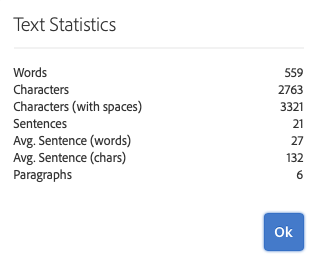 Text Statistics
Words 559
Characters 2763
Characters (with spaces) 3321
Sentences 21
Avg. Sentence (words) 27
Avg. Sentence (chars) 132
Paragraphs 6
Ok